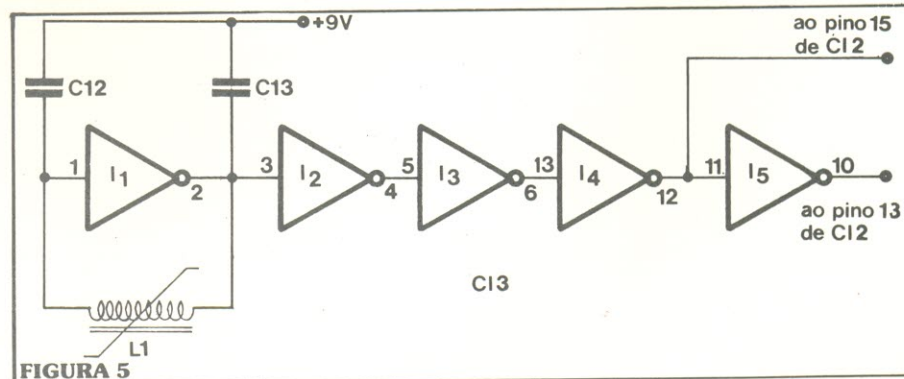 +9V
ao pino 15
de CI2
C12
C13
1
I1
2
3
I2
4
5
I3
6
13
I4
12
11
I5
10
ao pino 13
de CI2
CI3
L1
FIGURA 5